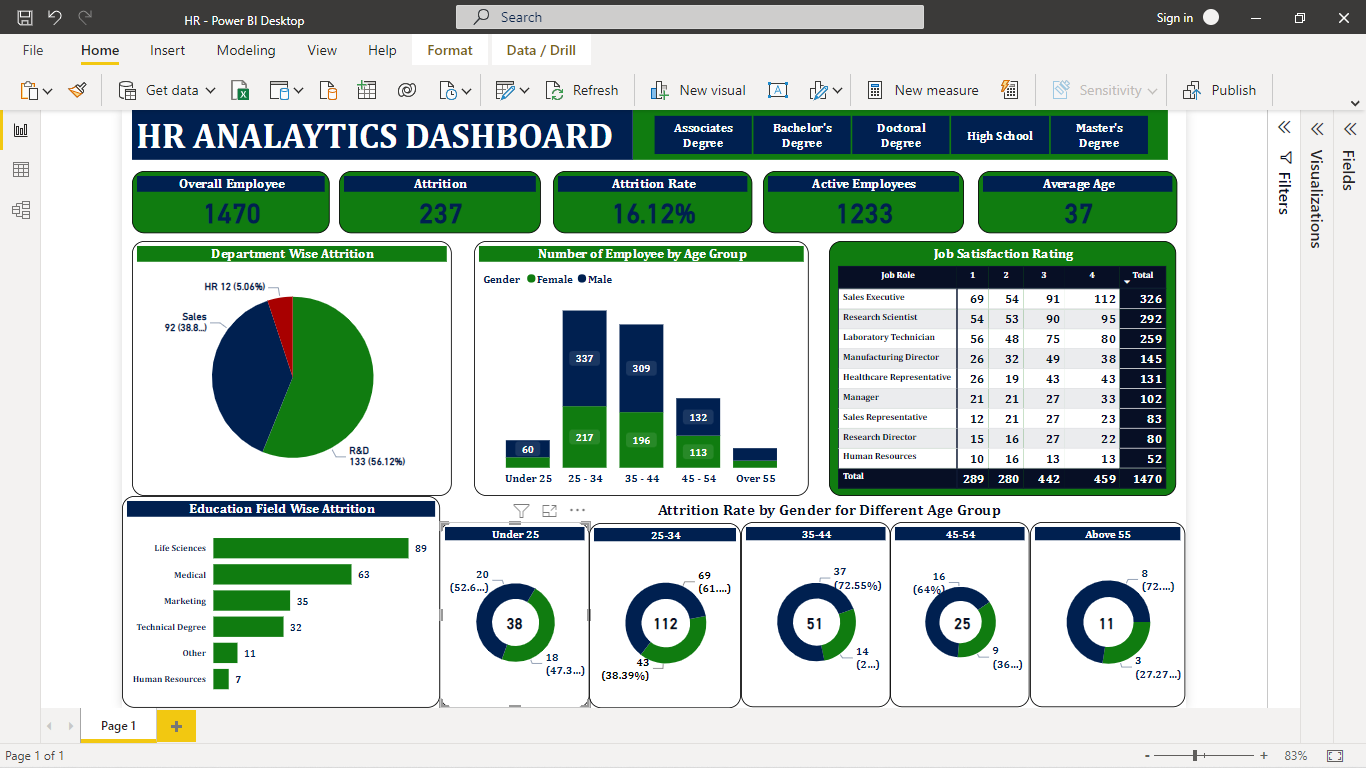 HR - Power BI Desktop
Search
Sign in
File Home Insert Modeling View Help Format Data / Drill
Get data Refresh New visual New measure Sensitivity Publish
HR ANALAYTICS DASHBOARD
Associates Degree
Bachelor's Degree
Doctoral Degree
High School
Master's Degree
Overall Employee
1470
Attrition
237
Attrition Rate
16.12%
Active Employees
1233
Average Age
37
Department Wise Attrition
HR 12 (5.06%)
Sales
92 (38.8...)
R&D
133 (56.12%)
Number of Employee by Age Group
Gender Female Male
337
309
132
60
217
196
113
Under 25 25 - 34 35 - 44 45 - 54 Over 55
Job Satisfaction Rating
Job Role 1 2 3 4 Total
Sales Executive 69 54 91 112 326
Research Scientist 54 53 90 95 292
Laboratory Technician 56 48 75 80 259
Manufacturing Director 26 32 49 38 145
Healthcare Representative 26 19 43 43 131
Manager 21 21 27 33 102
Sales Representative 12 21 27 23 83
Research Director 15 16 27 22 80
Human Resources 10 16 13 13 52
Total 289 280 442 459 1470
Filters
Visualizations
Fields
Education Field Wise Attrition
Life Sciences 89
Medical 63
Marketing 35
Technical Degree 32
Other 11
Human Resources 7
Attrition Rate by Gender for Different Age Group
Under 25
20
(52.6...)
38
18
(47.3...)
25-34
69
(61....)
112
43
(38.39%)
35-44
37
(72.55%)
51
14
(2...)
45-54
16
(64%)
25
9
(36...)
Above 55
8
(72....)
11
3
(27.27...)
Page 1
Page 1 of 1
83%